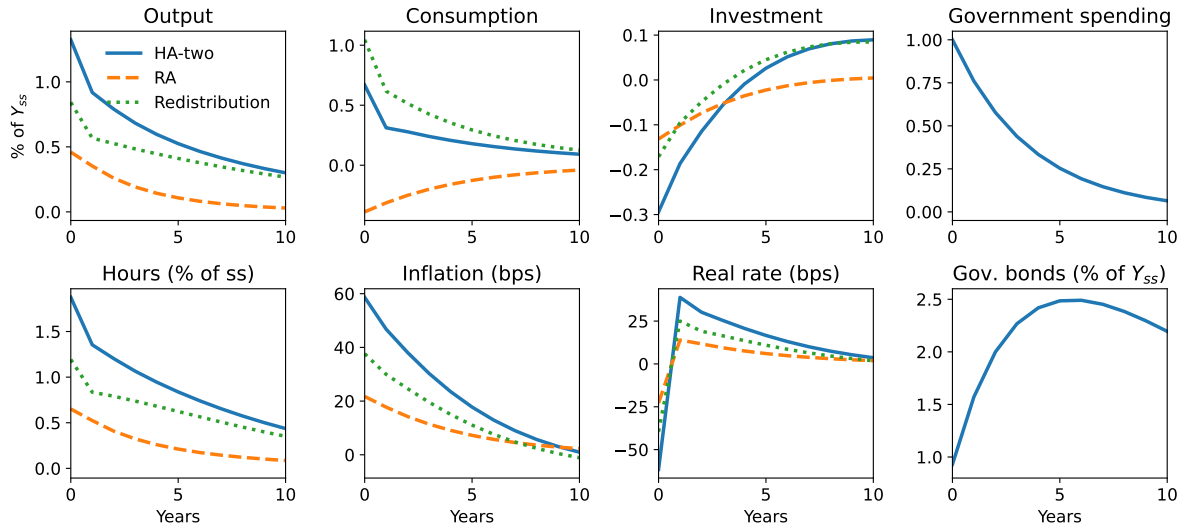 Output
Consumption
Investment
Government spending
% of Y_ss
1.0
0.5
0.0
HA-two
RA
Redistribution
0 5 10
1.0
0.5
0.0
0 5 10
0.1
0.0
−0.1
−0.2
−0.3
0 5 10
1.00
0.75
0.50
0.25
0.00
0 5 10
Hours (% of ss)
Inflation (bps)
Real rate (bps)
Gov. bonds (% of Y_ss)
1.5
1.0
0.5
0.0
0 5 10
Years
60
40
20
0
0 5 10
Years
25
0
−25
−50
0 5 10
Years
2.5
2.0
1.5
1.0
0 5 10
Years